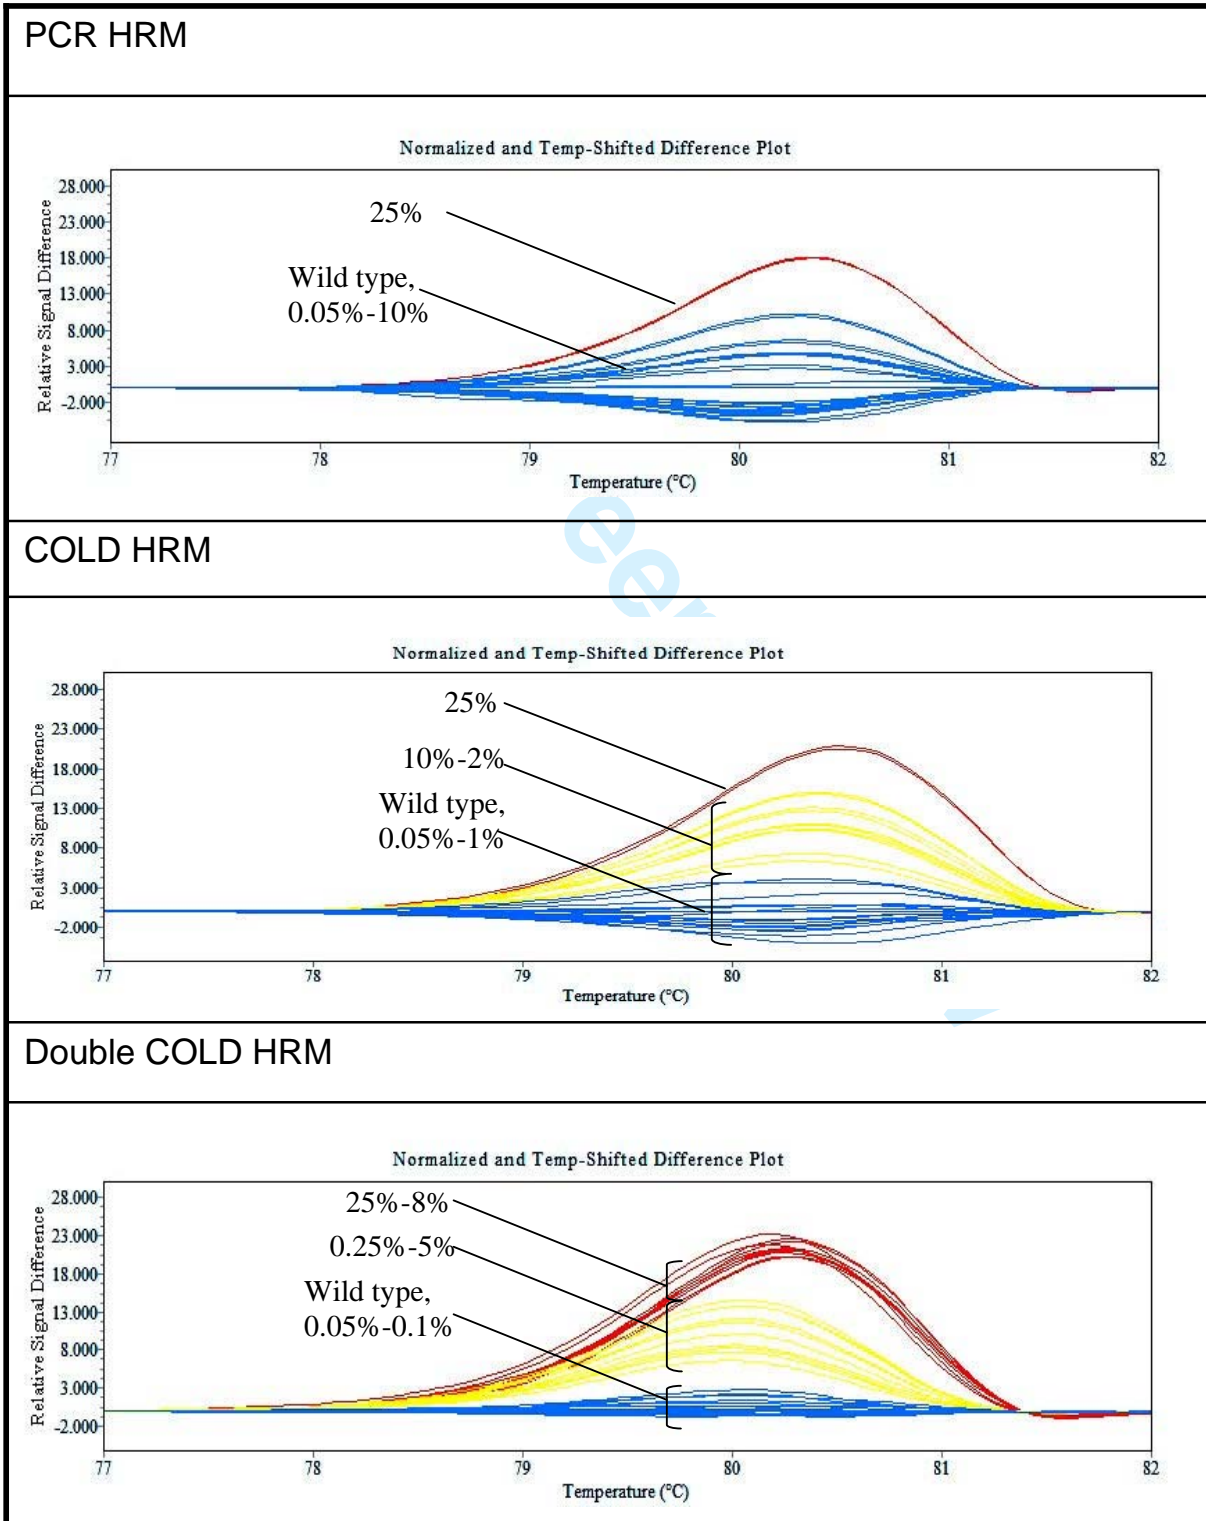 PCR HRM
Normalized and Temp-Shifted Difference Plot
Relative Signal Difference
28.000
23.000
18.000
13.000
8.000
3.000
-2.000
25%
Wild type,
0.05%-10%
77 78 79 80 81 82
Temperature (°C)
COLD HRM
Normalized and Temp-Shifted Difference Plot
Relative Signal Difference
28.000
23.000
18.000
13.000
8.000
3.000
-2.000
25%
10%-2%
Wild type,
0.05%-1%
77 78 79 80 81 82
Temperature (°C)
Double COLD HRM
Normalized and Temp-Shifted Difference Plot
Relative Signal Difference
28.000
23.000
18.000
13.000
8.000
3.000
-2.000
25%-8%
0.25%-5%
Wild type,
0.05%-0.1%
77 78 79 80 81 82
Temperature (°C)